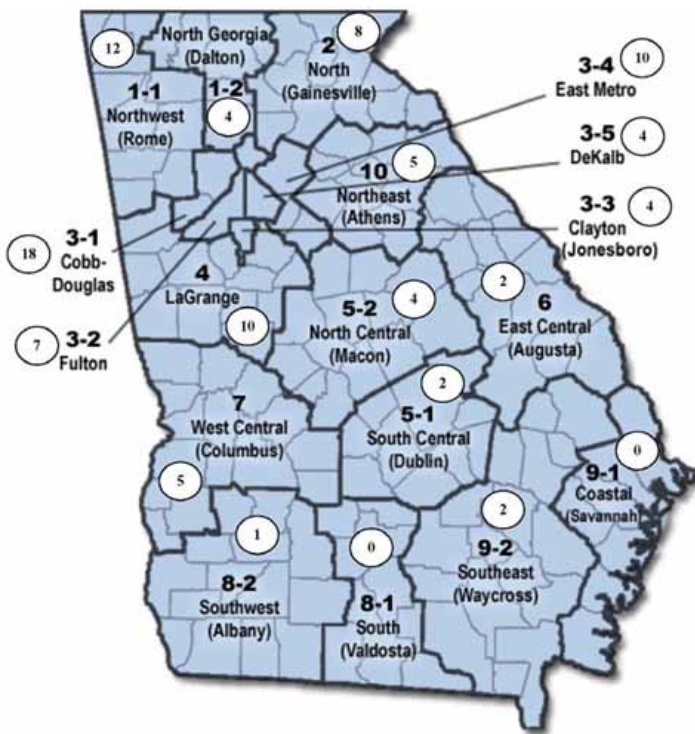 North Georgia
(Dalton)
12
8
2
North
(Gainesville)
3-4
10
East Metro
1-1
Northwest
(Rome)
1-2
4
3-5
4
DeKalb
10
5
Northeast
(Athens)
3-3
4
Clayton
(Jonesboro)
18
3-1
Cobb-
Douglas
4
LaGrange
10
2
6
East Central
(Augusta)
5-2
4
North Central
(Macon)
7
3-2
Fulton
2
5-1
South Central
(Dublin)
7
West Central
(Columbus)
5
0
9-1
Coastal
(Savannah)
1
8-2
Southwest
(Albany)
0
8-1
South
(Valdosta)
2
9-2
Southeast
(Waycross)